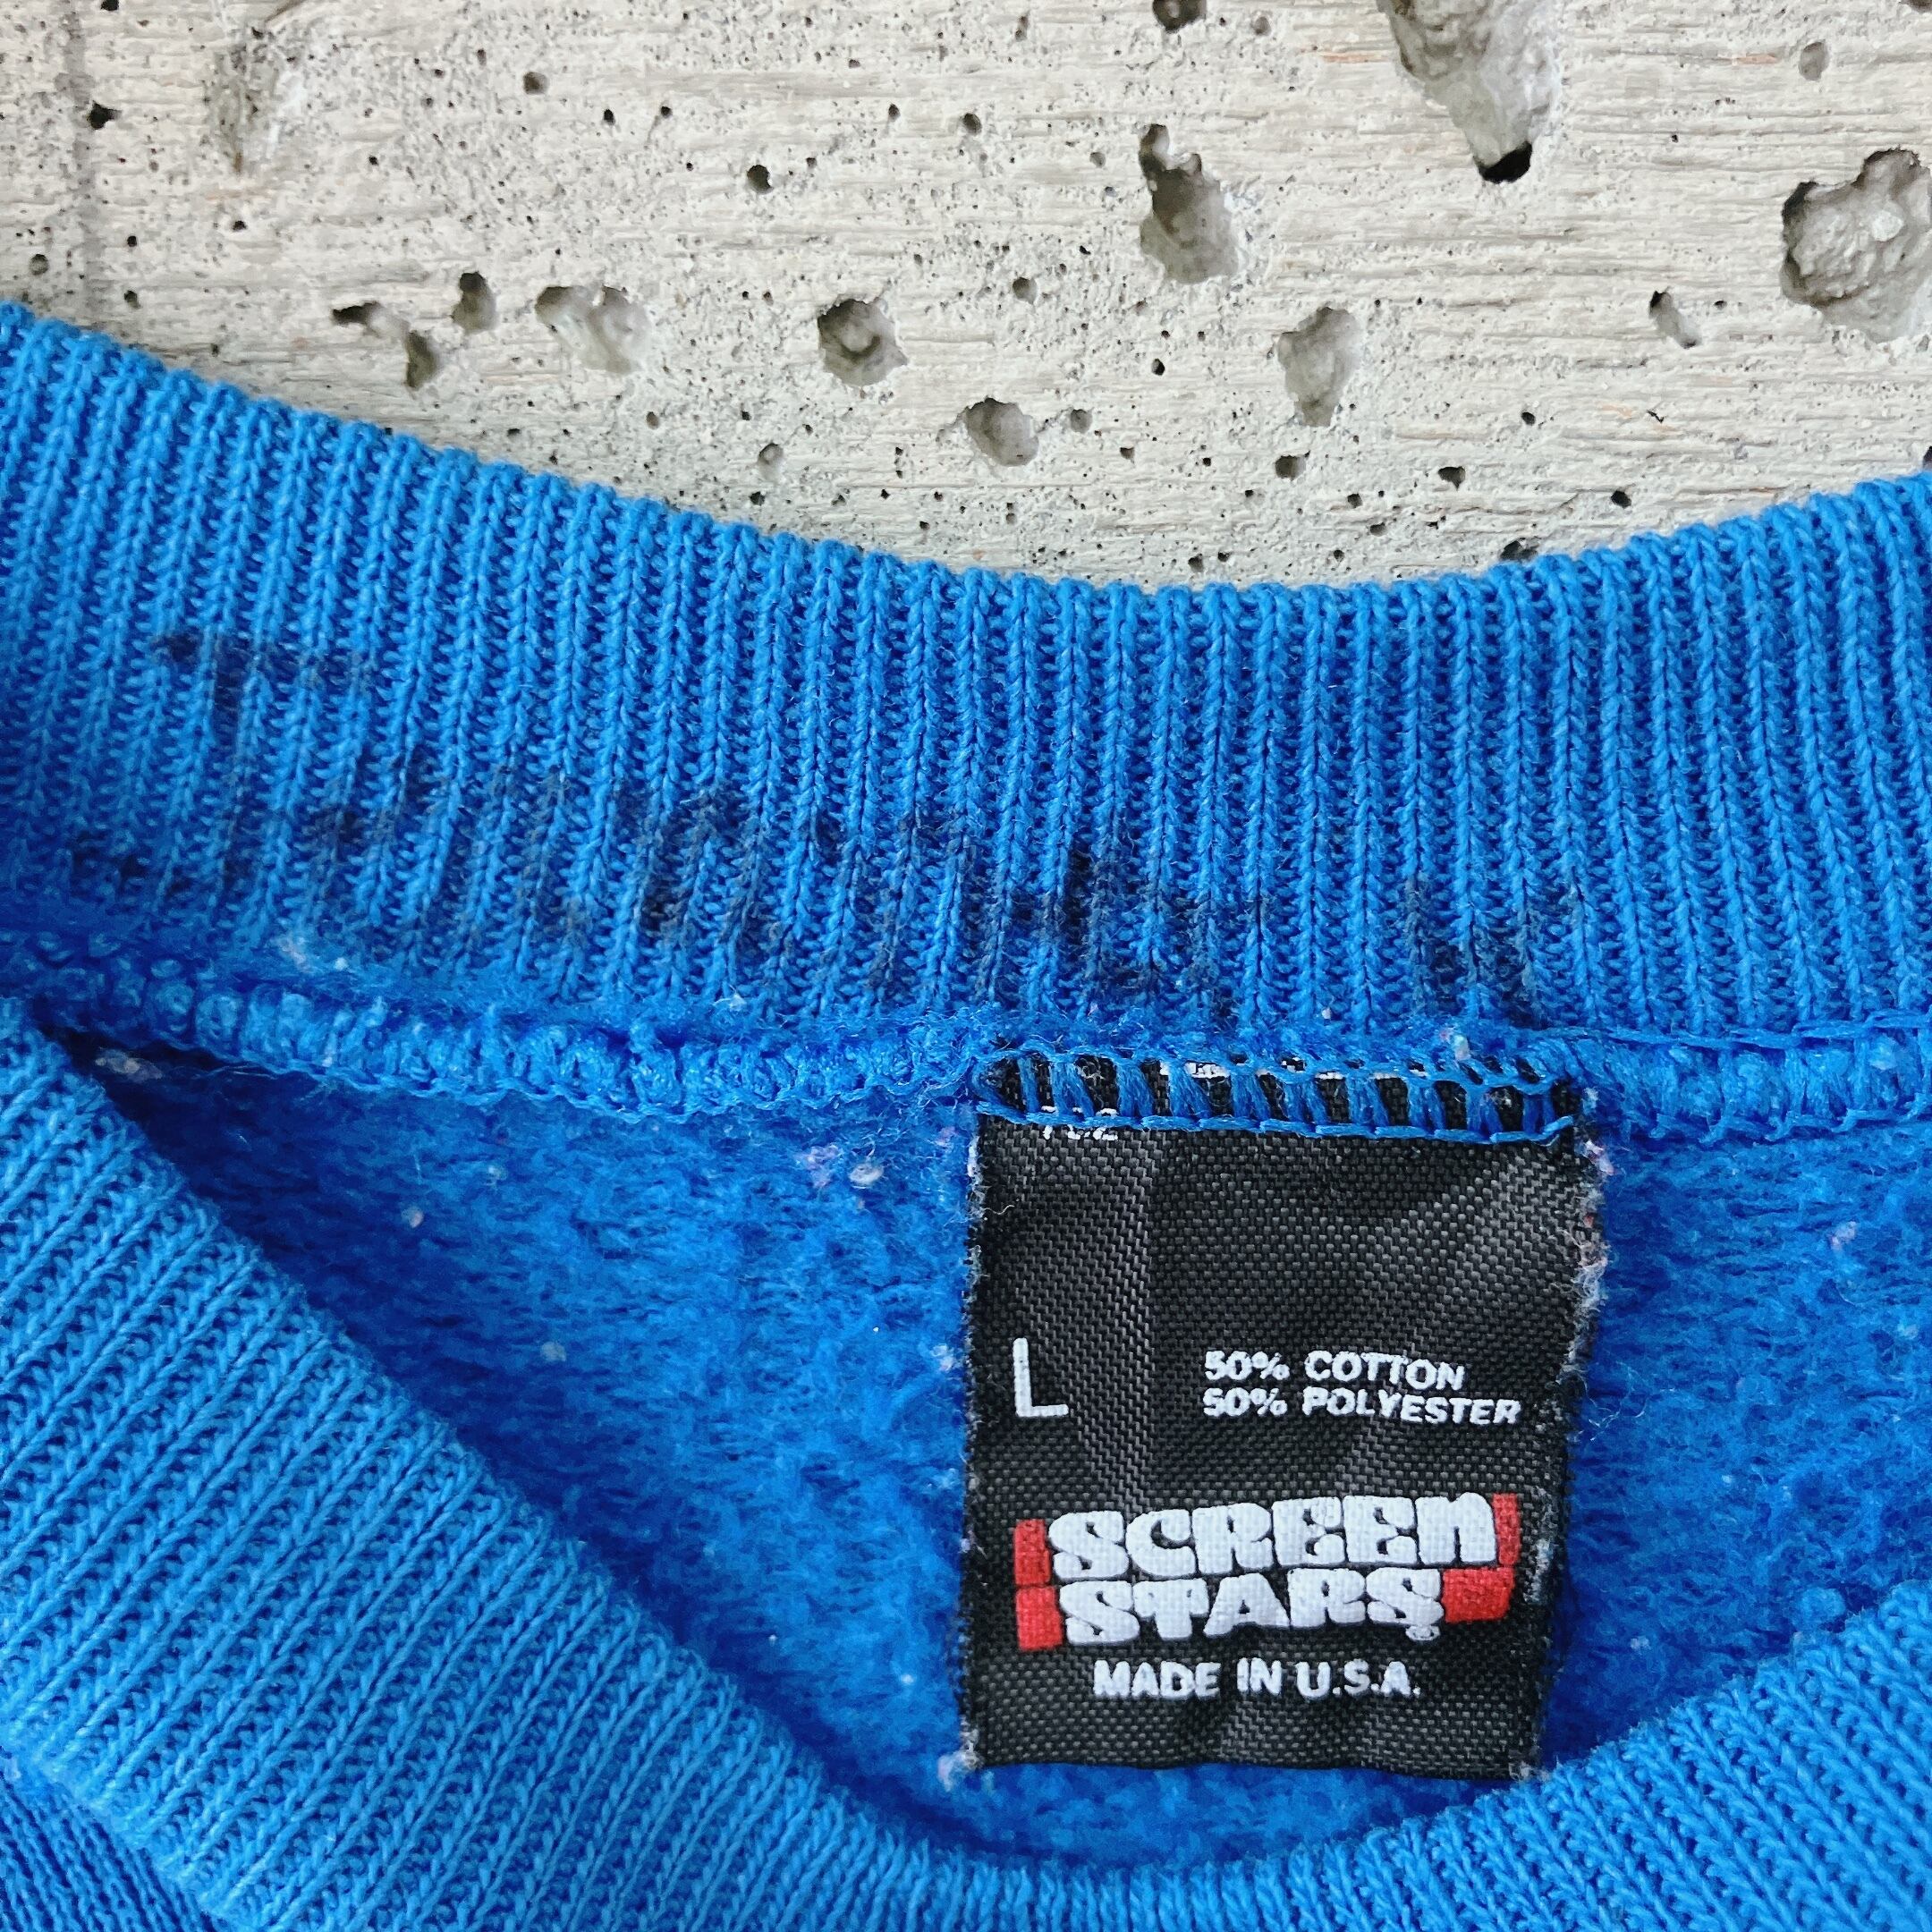 L
50% COTTON
50% POLYESTER
SCREEN
STARS
MADE IN U.S.A.